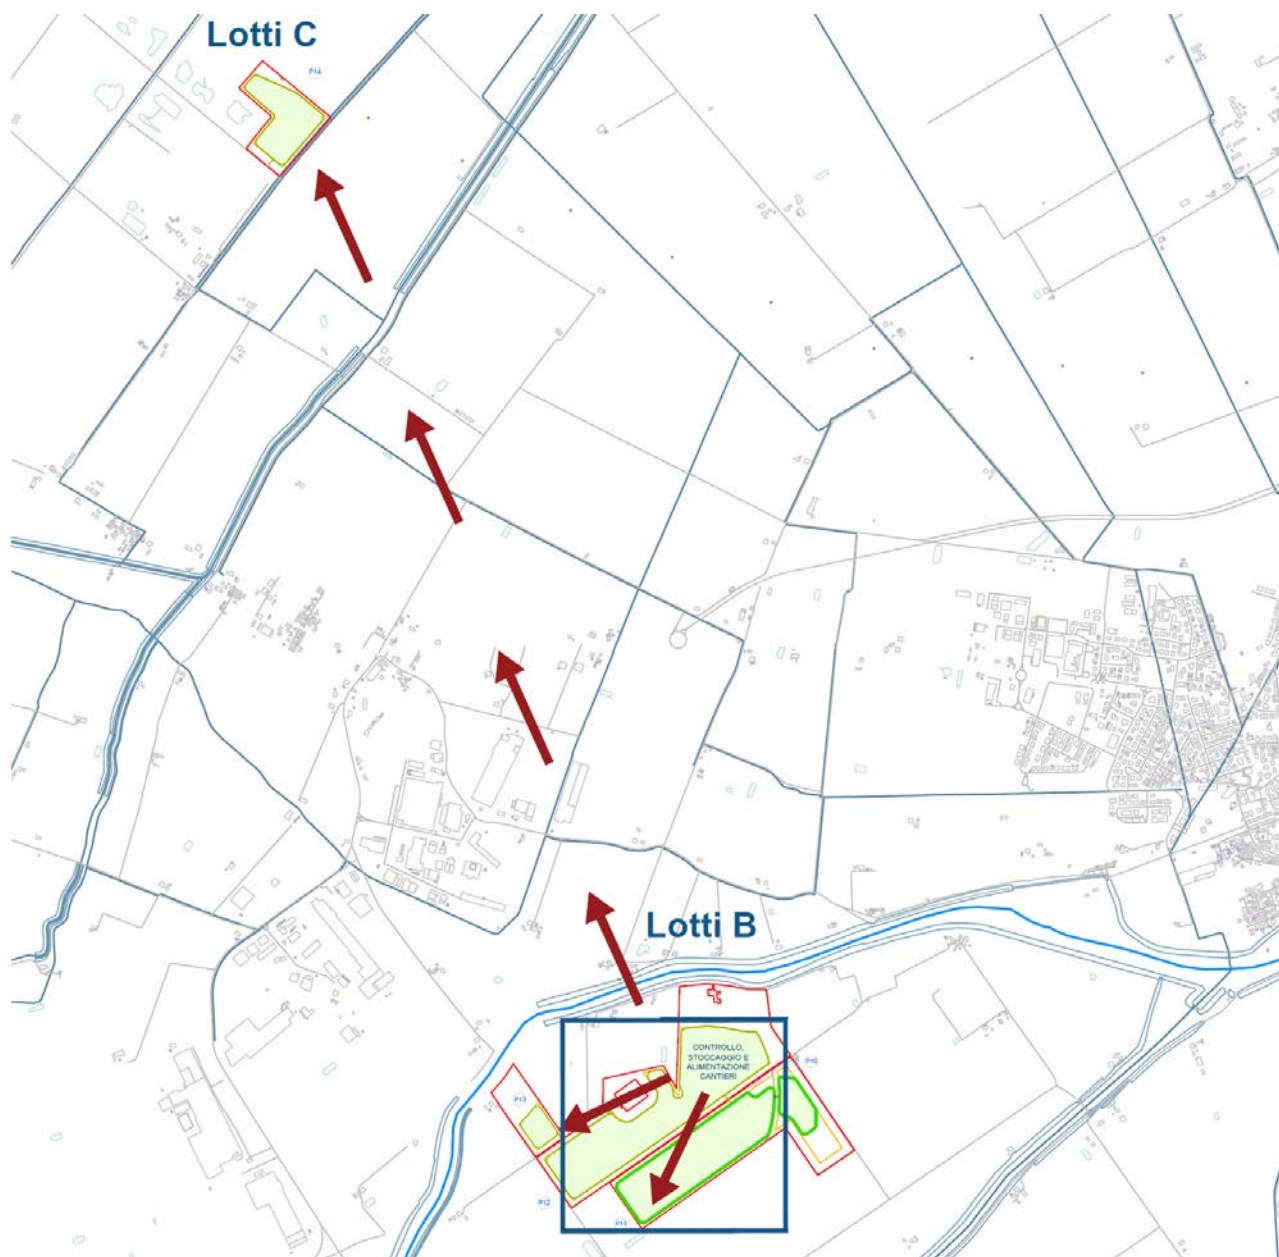 Lotti C
P14
Lotti B
CONTROLLO,
STOCCAGGIO E
ALIMENTAZIONE
CANTIERI
P10
P13
P12
P11